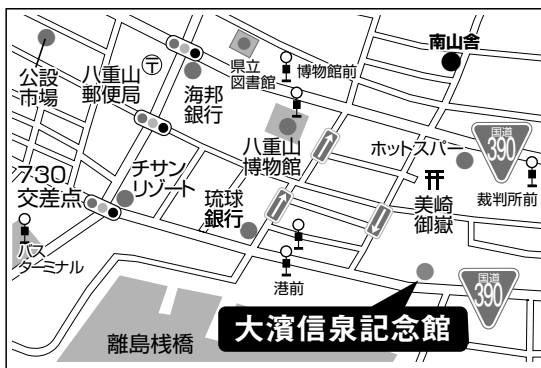 公設
市場
八重山
郵便局
〒
海邦
銀行
県立
図書館
博物館前
南山舎
八重山
博物館
ホットスパー
国道
390
裁判所前
美崎
御嶽
730
交差点
チサン
リゾート
琉球
銀行
バス
ターミナル
港前
国道
390
大濱信泉記念館
離島桟橋